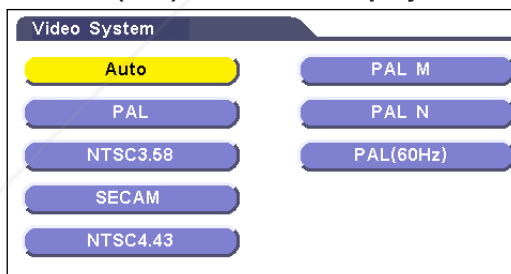 Video System
Auto
PAL
NTSC3.58
SECAM
NTSC4.43
PAL M
PAL N
PAL(60Hz)